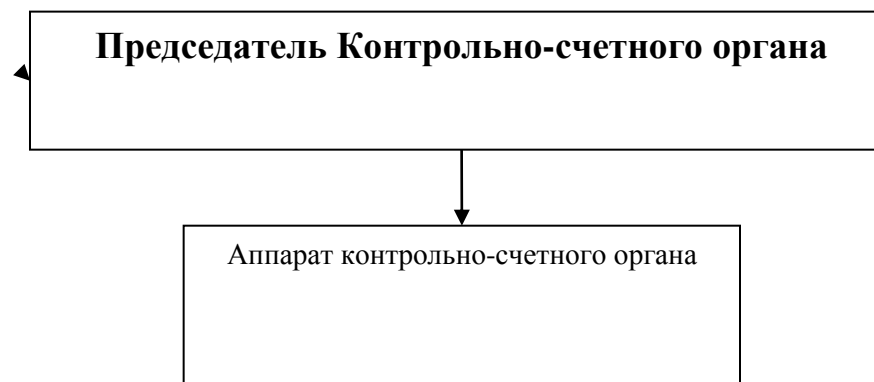 Председатель Контрольно-счетного органа
Аппарат контрольно-счетного органа